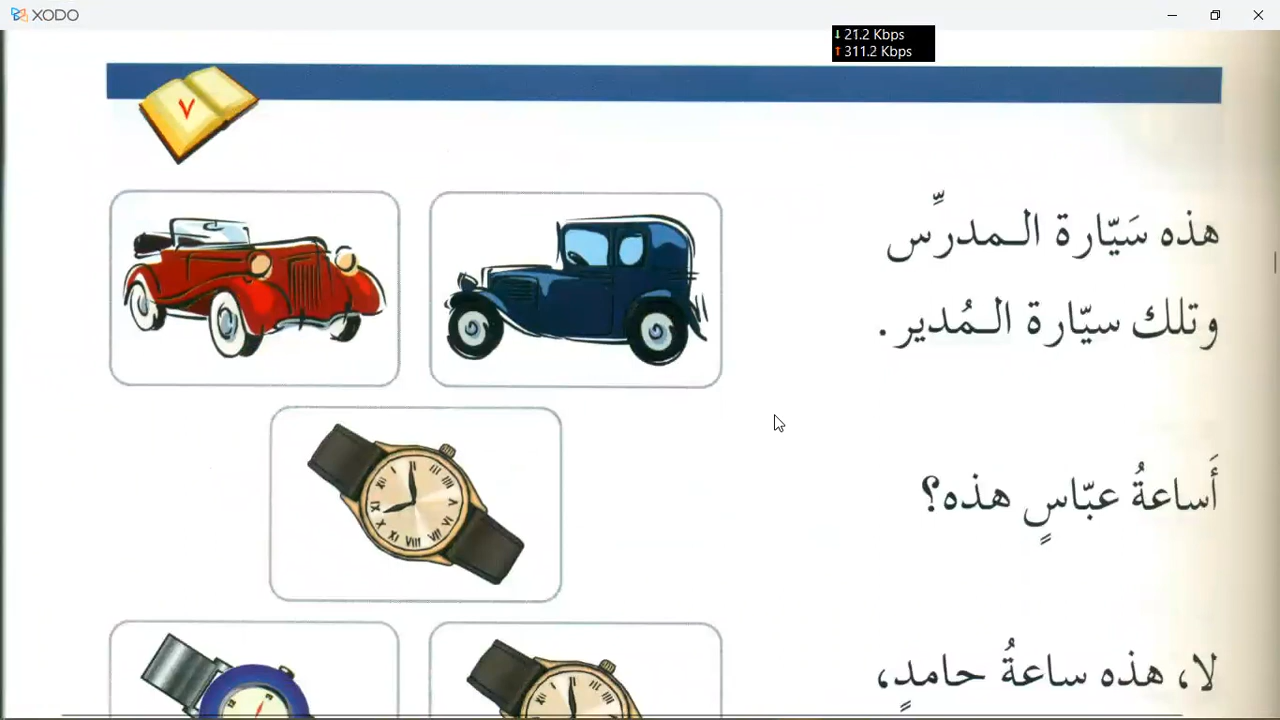 XODO
↓ 21.2 Kbps
↑ 311.2 Kbps
٧
هذه سَيّارة الـمدرِّس
وتلك سيّارة الـمُدير .
أَساعةُ عبّاسٍ هذه؟
لا، هذه ساعةُ حامدٍ،